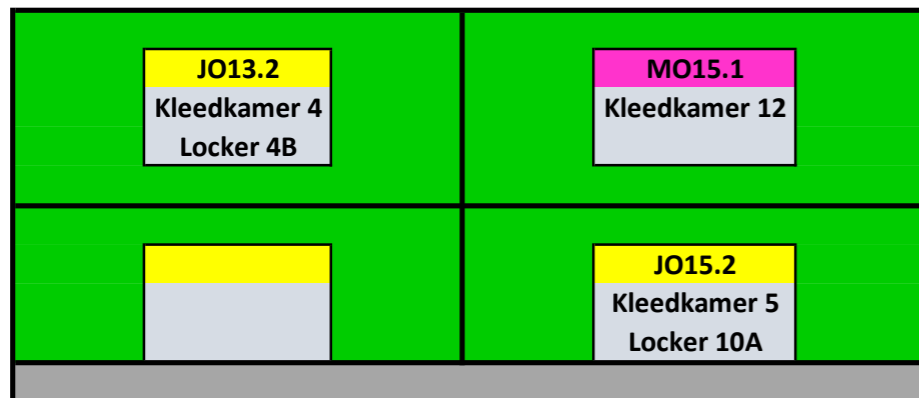 JO13.2
Kleedkamer 4
Locker 4B
MO15.1
Kleedkamer 12
JO15.2
Kleedkamer 5
Locker 10A